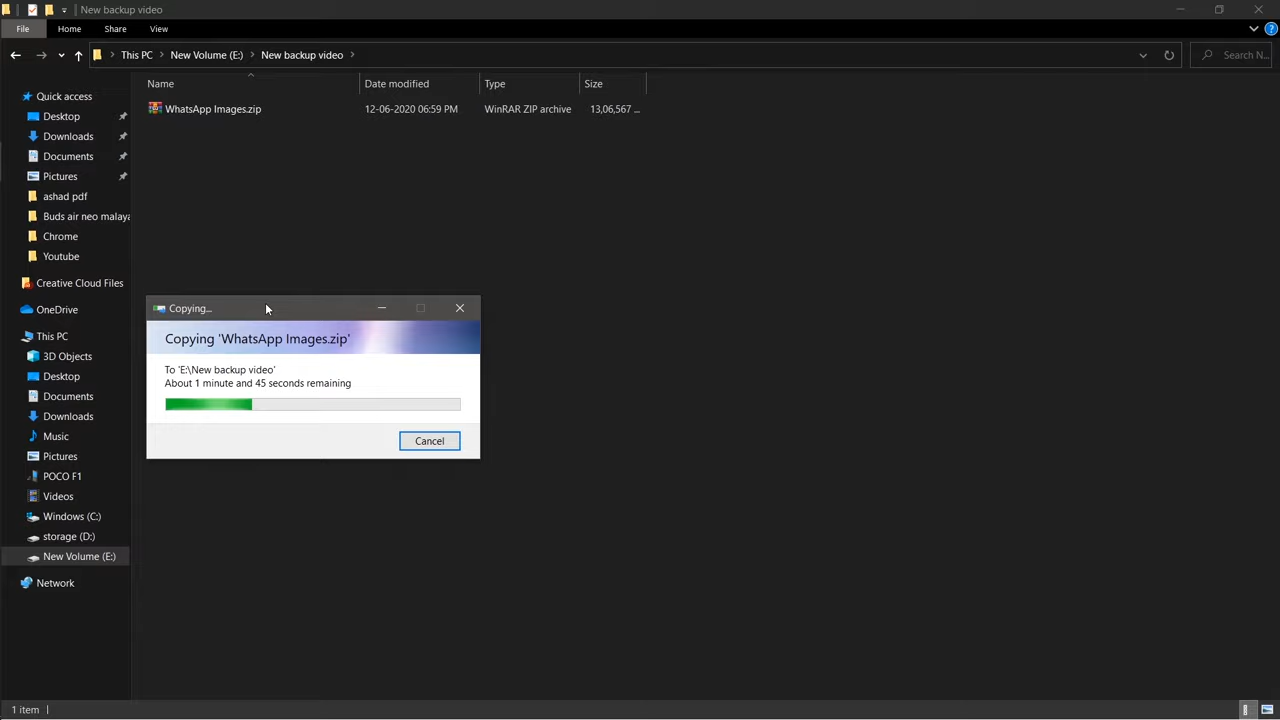 New backup video
File Home Share View
This PC New Volume (E:) New backup video Search N...
Name Date modified Type Size
WhatsApp Images.zip 12-06-2020 06:59 PM WinRAR ZIP archive 13,06,567 ...
Quick access
Desktop
Downloads
Documents
Pictures
ashad pdf
Buds air neo malaya
Chrome
Youtube
Creative Cloud Files
OneDrive
This PC
3D Objects
Desktop
Documents
Downloads
Music
Pictures
POCO F1
Videos
Windows (C:)
storage (D:)
New Volume (E:)
Network
Copying...
Copying 'WhatsApp Images.zip'
To 'E:\New backup video'
About 1 minute and 45 seconds remaining
Cancel
1 item